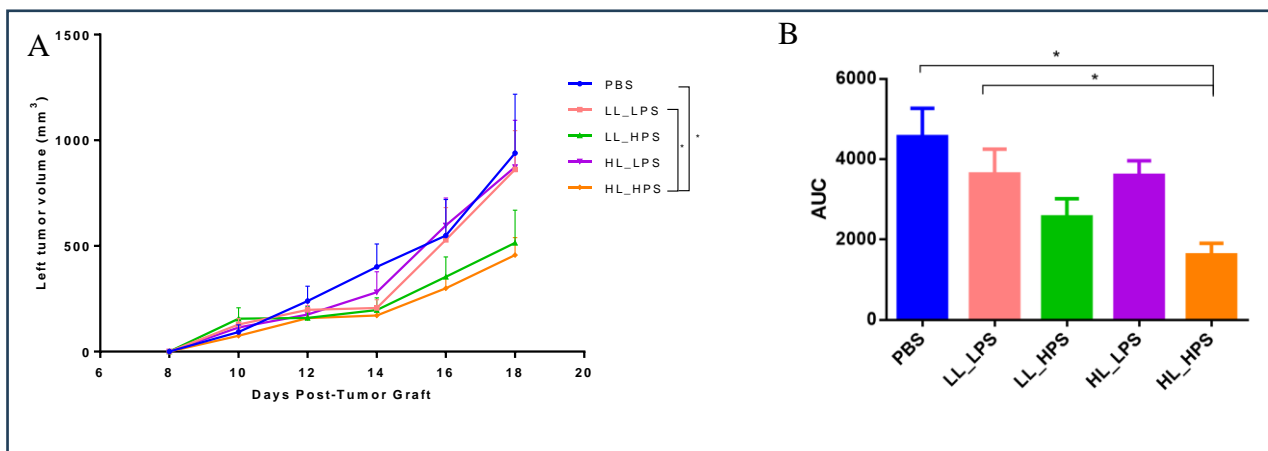 A
1500
1000
500
0
Left tumor volume (mm³)
6 8 10 12 14 16 18 20
Days Post-Tumor Graft
PBS
LL_LPS
LL_HPS
HL_LPS
HL_HPS
*
*
B
*
*
6000
4000
2000
0
AUC
PBS
LL_LPS
LL_HPS
HL_LPS
HL_HPS